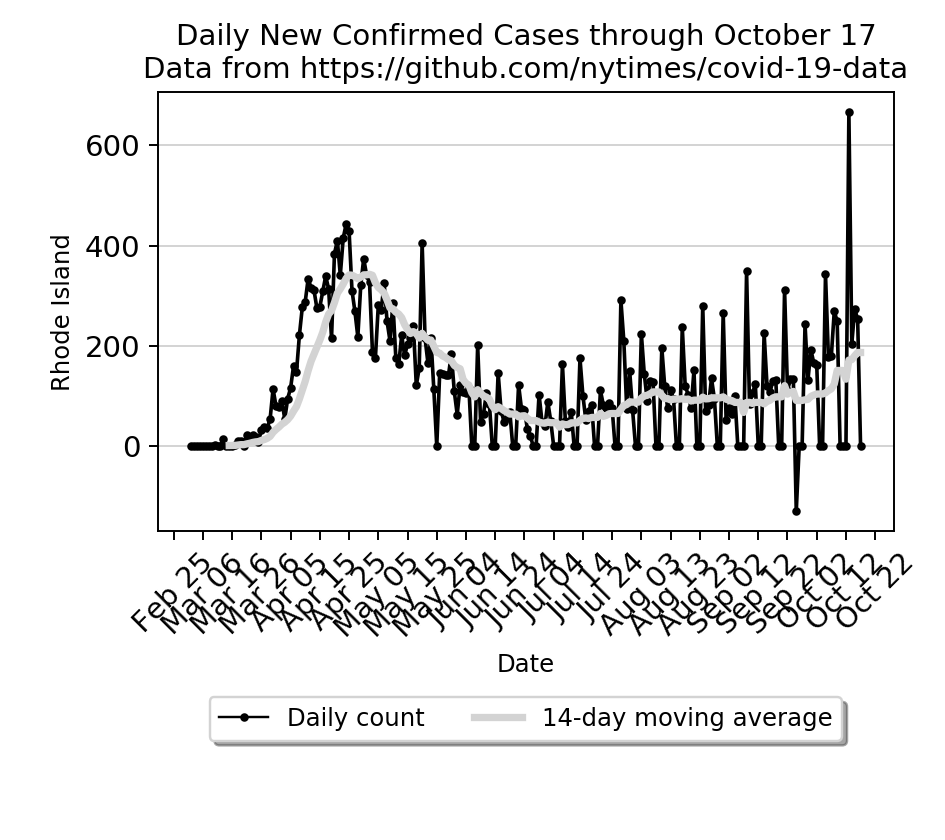 Daily New Confirmed Cases through October 17
Data from https://github.com/nytimes/covid-19-data
Rhode Island
600
400
200
0
Feb 25
Mar 06
Mar 16
Mar 26
Apr 05
Apr 15
Apr 25
May 05
May 15
May 25
Jun 04
Jun 14
Jun 24
Jul 04
Jul 14
Jul 24
Aug 03
Aug 13
Aug 23
Sep 02
Sep 12
Sep 22
Oct 02
Oct 12
Oct 22
Date
Daily count
14-day moving average